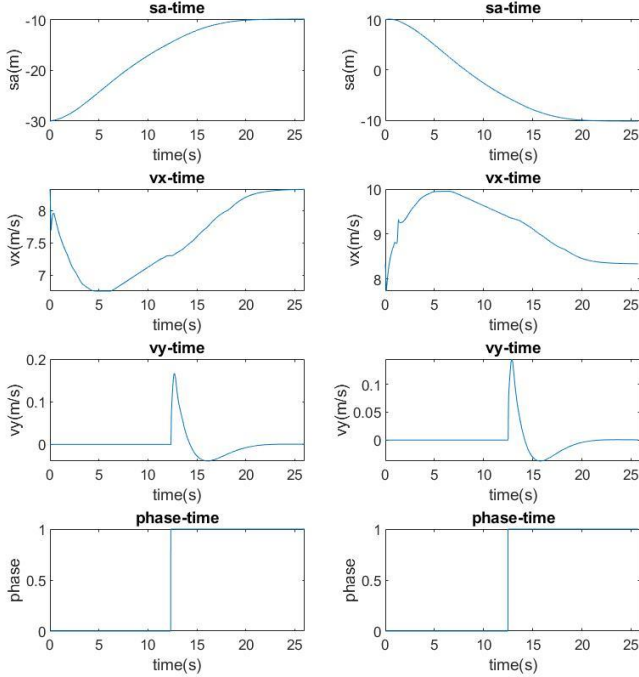 sa-time
sa(m)
-10
-20
-30
0 5 10 15 20 25
time(s)
sa-time
sa(m)
10
0
-10
0 5 10 15 20 25
time(s)
vx-time
vx(m/s)
8
7.5
7
0 5 10 15 20 25
time(s)
vx-time
vx(m/s)
10
9
8
0 5 10 15 20 25
time(s)
vy-time
vy(m/s)
0.2
0.1
0
0 5 10 15 20 25
time(s)
vy-time
vy(m/s)
0.1
0.05
0
0 5 10 15 20 25
time(s)
phase-time
phase
1
0.5
0
0 5 10 15 20 25
time(s)
phase-time
phase
1
0.5
0
0 5 10 15 20 25
time(s)